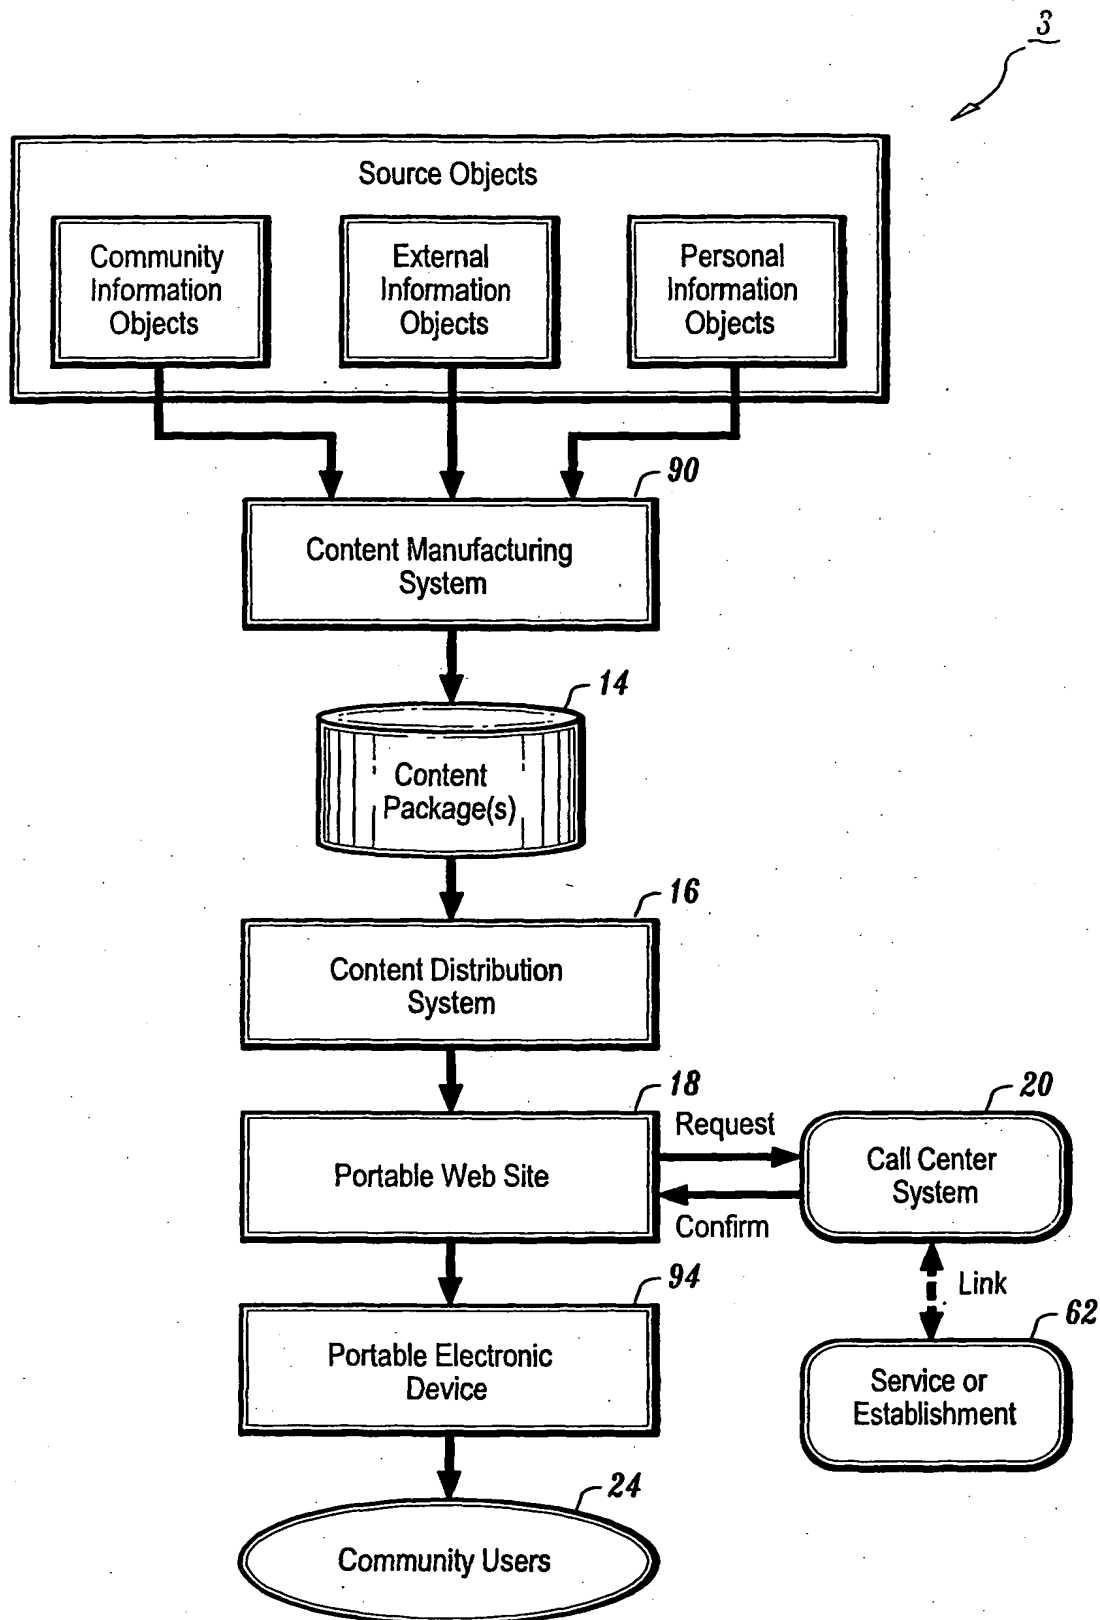 3
Source Objects
Community
Information
Objects
External
Information
Objects
Personal
Information
Objects
90
Content Manufacturing
System
14
Content
Package(s)
16
Content Distribution
System
18
Portable Web Site
Request
Confirm
20
Call Center
System
Link
94
Portable Electronic
Device
62
Service or
Establishment
24
Community Users